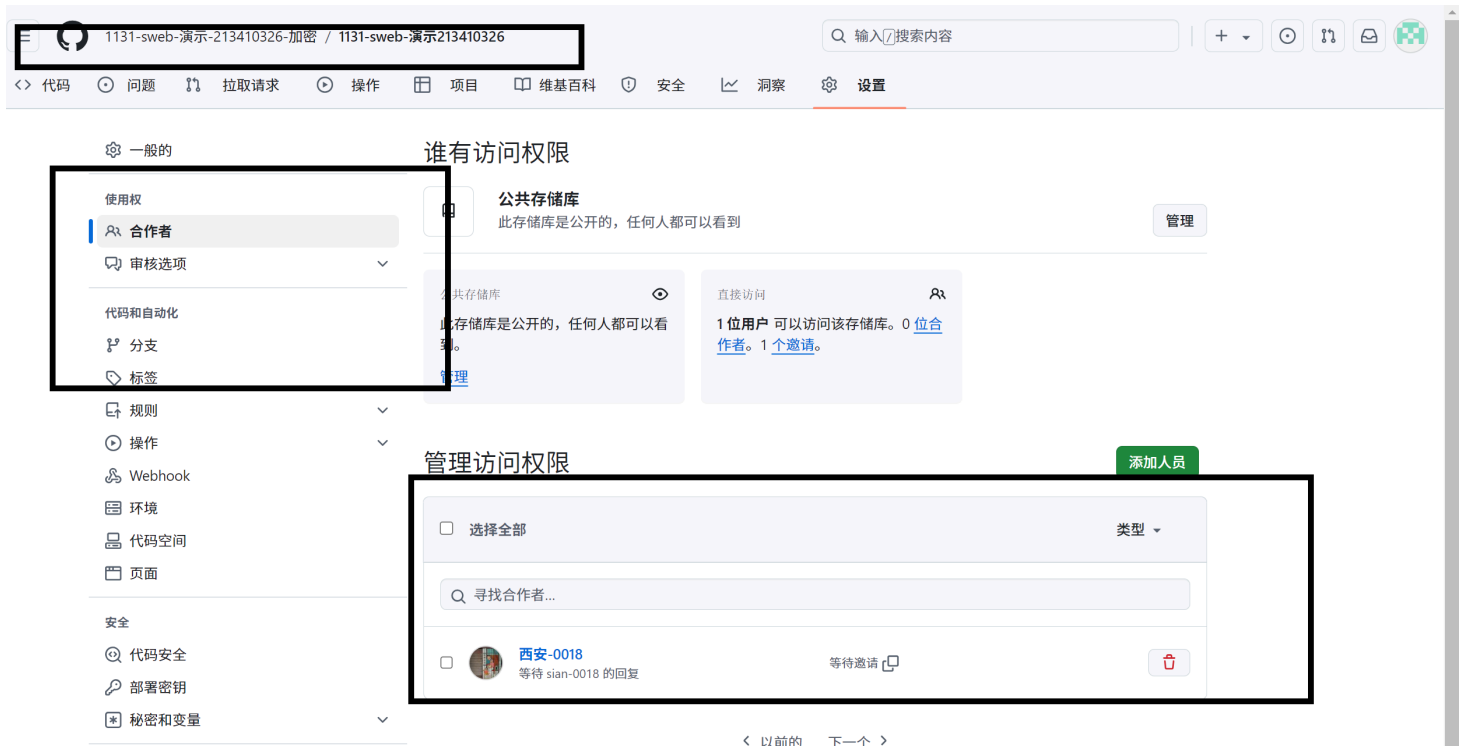 1131-sweb-演示-213410326-加密 / 1131-sweb-演示213410326
输入/搜索内容
代码 问题 拉取请求 操作 项目 维基百科 安全 洞察 设置
一般的
使用权
合作者
审核选项
代码和自动化
分支
标签
规则
操作
Webhook
环境
代码空间
页面
安全
代码安全
部署密钥
秘密和变量
谁有访问权限
公共存储库
此存储库是公开的，任何人都可以看到
管理
公共存储库
此存储库是公开的，任何人都可以看
到。
管理
直接访问
1 位用户 可以访问该存储库。0 位合
作者。1 个邀请。
管理访问权限
添加人员
选择全部
类型
寻找合作者...
西安-0018
等待 sian-0018 的回复
等待邀请
以前的 下一个